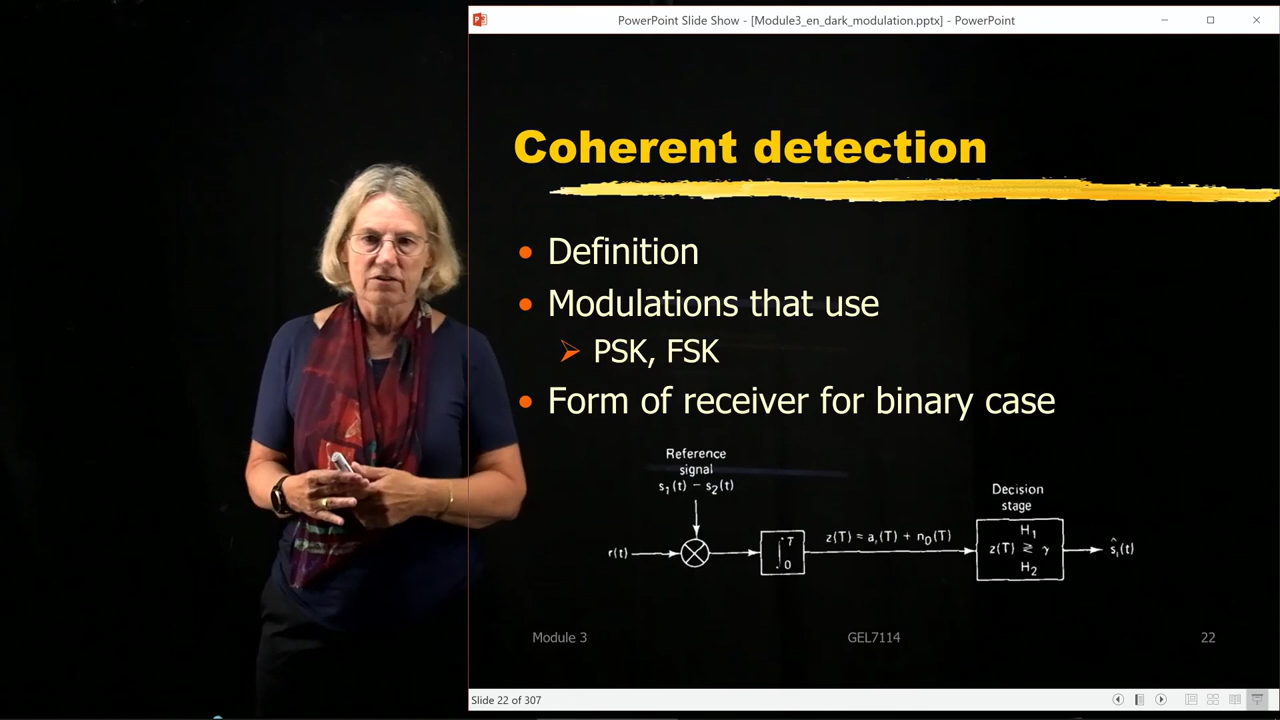 PowerPoint Slide Show - [Module3_en_dark_modulation.pptx] - PowerPoint
Coherent detection
• Definition
• Modulations that use
➢ PSK, FSK
• Form of receiver for binary case
Reference
signal
s₁(t) − s₂(t)
r(t)
∫₀ᵀ
z(T) = aᵢ(T) + n₀(T)
Decision
stage
H₁
z(T) ≷ γ
H₂
ŝᵢ(t)
Module 3
GEL7114
22
Slide 22 of 307